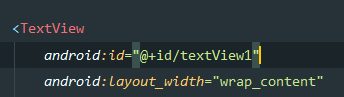 <TextView
android:id="@+id/textView1"
android:layout_width="wrap_content"